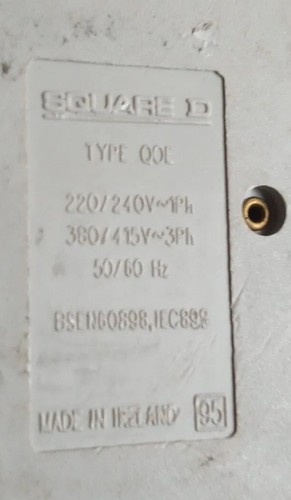 SQUARE D
TYPE QOE
220/240V~1Ph
380/415V~3Ph
50/60 Hz
BSEN60898,IEC898
MADE IN IRELAND 95